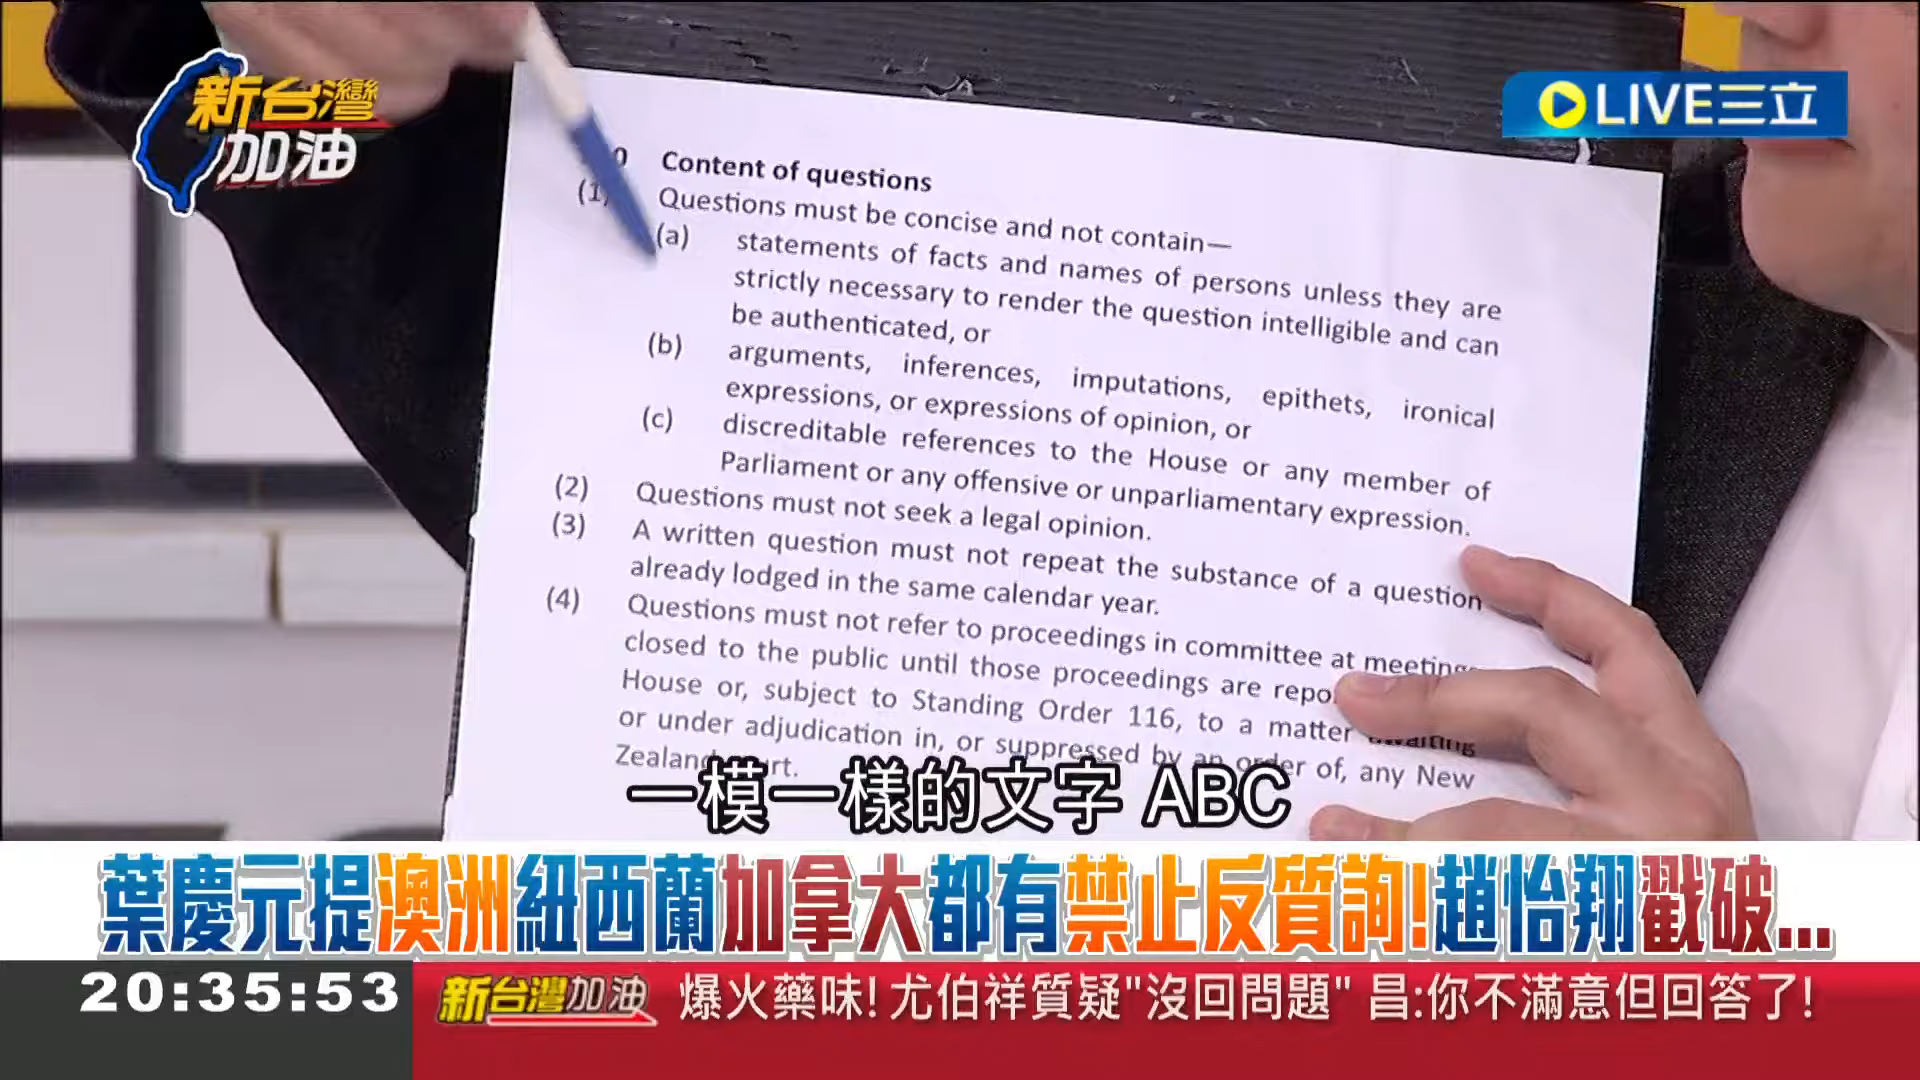 新台灣
加油
LIVE三立
0 Content of questions
(1) Questions must be concise and not contain—
(a) statements of facts and names of persons unless they are
strictly necessary to render the question intelligible and can
be authenticated, or
(b) arguments, inferences, imputations, epithets, ironical
expressions, or expressions of opinion, or
(c) discreditable references to the House or any member of
Parliament or any offensive or unparliamentary expression.
(2) Questions must not seek a legal opinion.
(3) A written question must not repeat the substance of a question
already lodged in the same calendar year.
(4) Questions must not refer to proceedings in committee at meetings
closed to the public until those proceedings are repo
House or, subject to Standing Order 116, to a matter awaiting
or under adjudication in, or suppressed by an order of, any New
Zealand urt.
一模一樣的文字 ABC
葉慶元提澳洲紐西蘭加拿大都有禁止反質詢!趙怡翔戳破...
20:35:53
新台灣加油
爆火藥味!尤伯祥質疑"沒回問題" 昌:你不滿意但回答了!